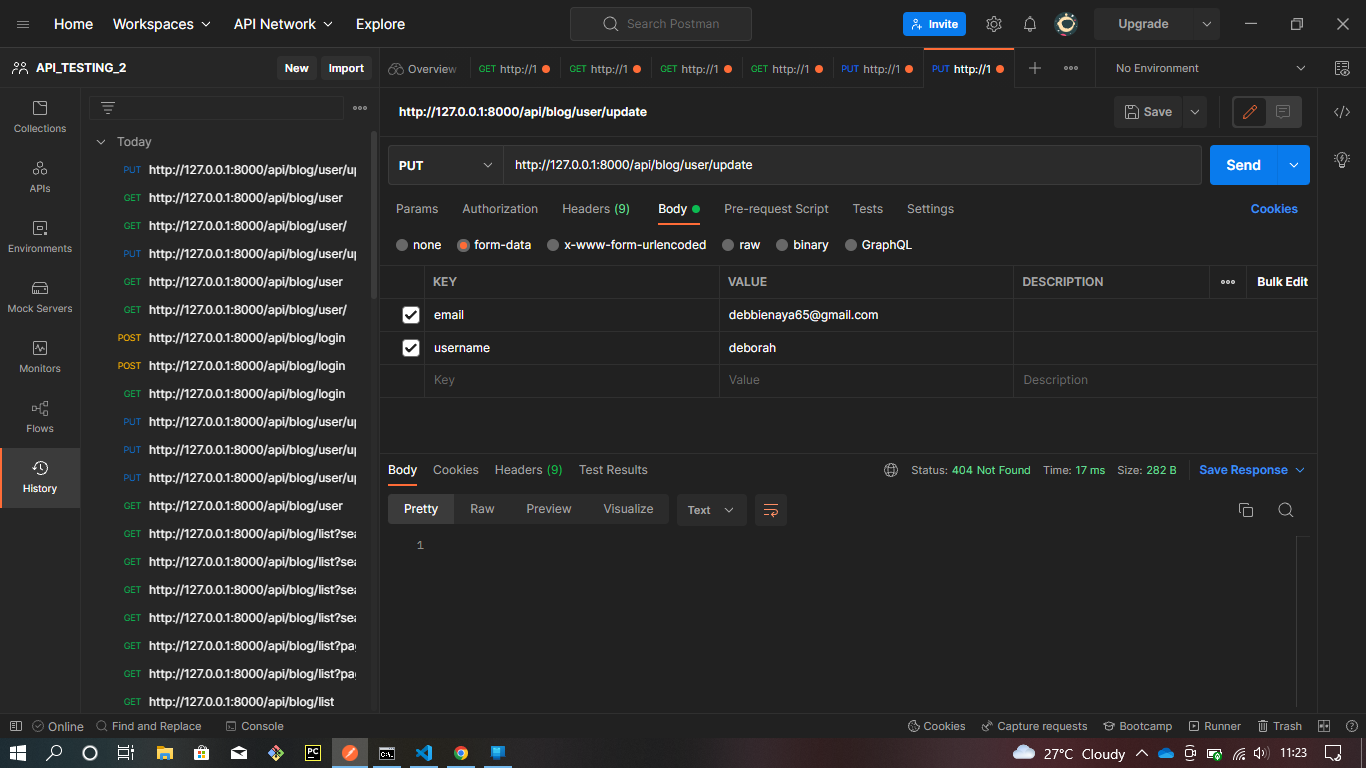 Home Workspaces API Network Explore Search Postman Invite Upgrade
API_TESTING_2 New Import Overview GET http://1 GET http://1 GET http://1 GET http://1 PUT http://1 PUT http://1 No Environment
Collections
APIs
Environments
Mock Servers
Monitors
Flows
History
Today
PUT http://127.0.0.1:8000/api/blog/user/up
GET http://127.0.0.1:8000/api/blog/user
GET http://127.0.0.1:8000/api/blog/user/
PUT http://127.0.0.1:8000/api/blog/user/up
GET http://127.0.0.1:8000/api/blog/user
GET http://127.0.0.1:8000/api/blog/user/
POST http://127.0.0.1:8000/api/blog/login
POST http://127.0.0.1:8000/api/blog/login
GET http://127.0.0.1:8000/api/blog/login
PUT http://127.0.0.1:8000/api/blog/user/up
PUT http://127.0.0.1:8000/api/blog/user/up
PUT http://127.0.0.1:8000/api/blog/user/up
GET http://127.0.0.1:8000/api/blog/user
GET http://127.0.0.1:8000/api/blog/list?sea
GET http://127.0.0.1:8000/api/blog/list?sea
GET http://127.0.0.1:8000/api/blog/list?sea
GET http://127.0.0.1:8000/api/blog/list?sea
GET http://127.0.0.1:8000/api/blog/list?pag
GET http://127.0.0.1:8000/api/blog/list?pag
GET http://127.0.0.1:8000/api/blog/list
http://127.0.0.1:8000/api/blog/user/update Save
PUT http://127.0.0.1:8000/api/blog/user/update Send
Params Authorization Headers (9) Body Pre-request Script Tests Settings Cookies
none form-data x-www-form-urlencoded raw binary GraphQL
KEY VALUE DESCRIPTION Bulk Edit
email debbienaya65@gmail.com
username deborah
Key Value Description
Body Cookies Headers (9) Test Results Status: 404 Not Found Time: 17 ms Size: 282 B Save Response
Pretty Raw Preview Visualize Text
1
Online Find and Replace Console Cookies Capture requests Bootcamp Runner Trash
PC 27°C Cloudy 11:23